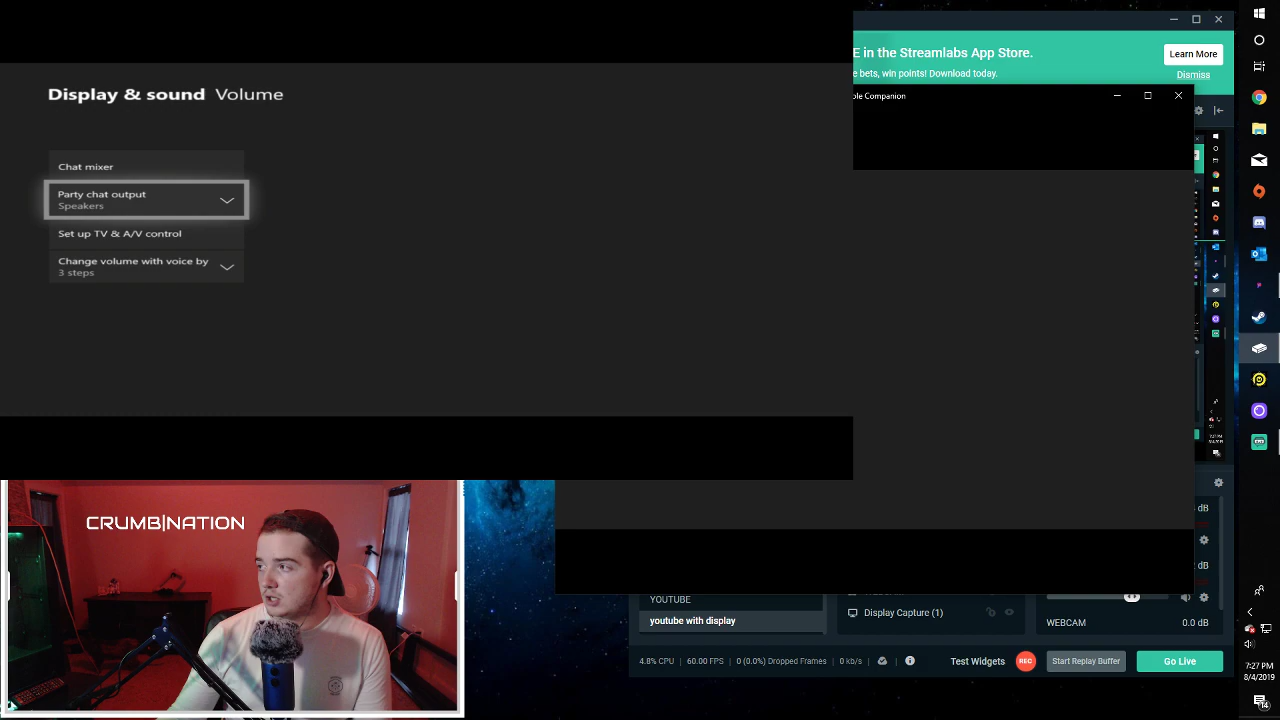 Display & sound Volume
Chat mixer
Party chat output
Speakers
Set up TV & A/V control
Change volume with voice by
3 steps
E in the Streamlabs App Store.
e bets, win points! Download today.
Learn More
Dismiss
ole Companion
CRUMB|NATION
dB
2 dB
YOUTUBE
youtube with display
Display Capture (1)
WEBCAM
0.0 dB
4.8% CPU
60.00 FPS
0 (0.0%) Dropped Frames
0 kb/s
Test Widgets
REC
Start Replay Buffer
Go Live
7:27 PM
8/4/2019